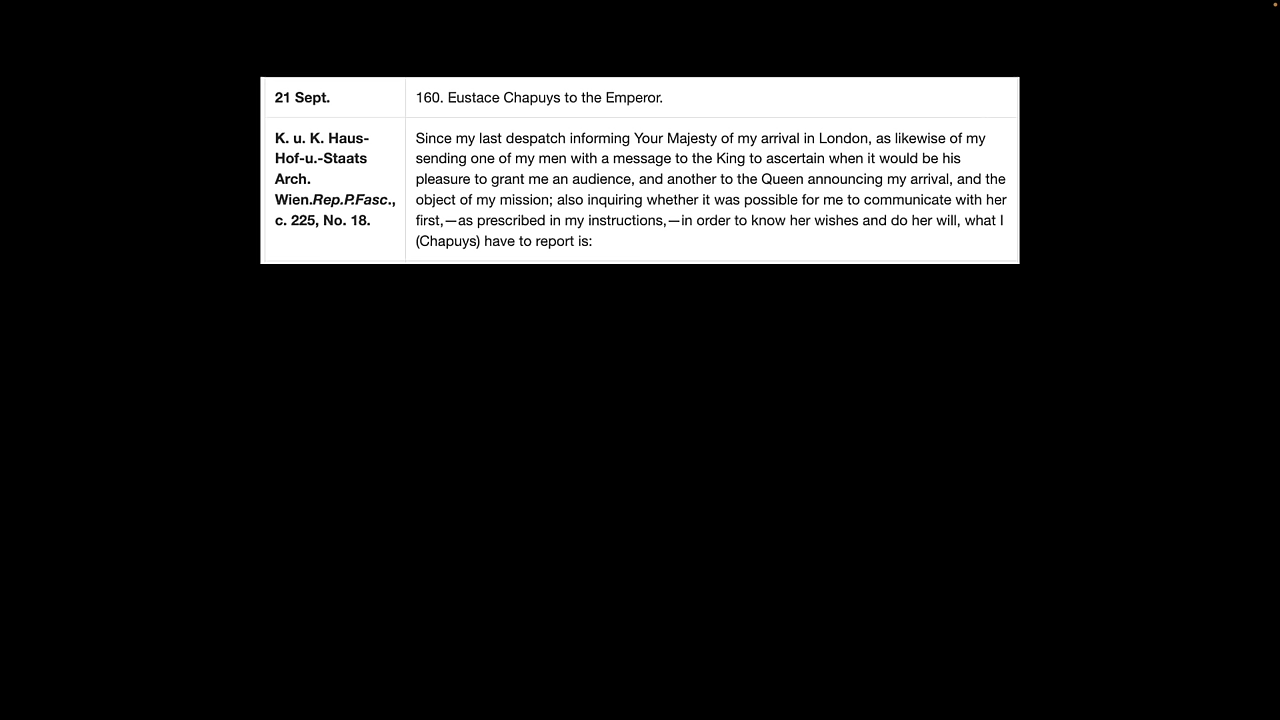 21 Sept.
160. Eustace Chapuys to the Emperor.
K. u. K. Haus-
Hof-u.-Staats
Arch.
Wien.Rep.P.Fasc.,
c. 225, No. 18.
Since my last despatch informing Your Majesty of my arrival in London, as likewise of my
sending one of my men with a message to the King to ascertain when it would be his
pleasure to grant me an audience, and another to the Queen announcing my arrival, and the
object of my mission; also inquiring whether it was possible for me to communicate with her
first,—as prescribed in my instructions,—in order to know her wishes and do her will, what I
(Chapuys) have to report is: